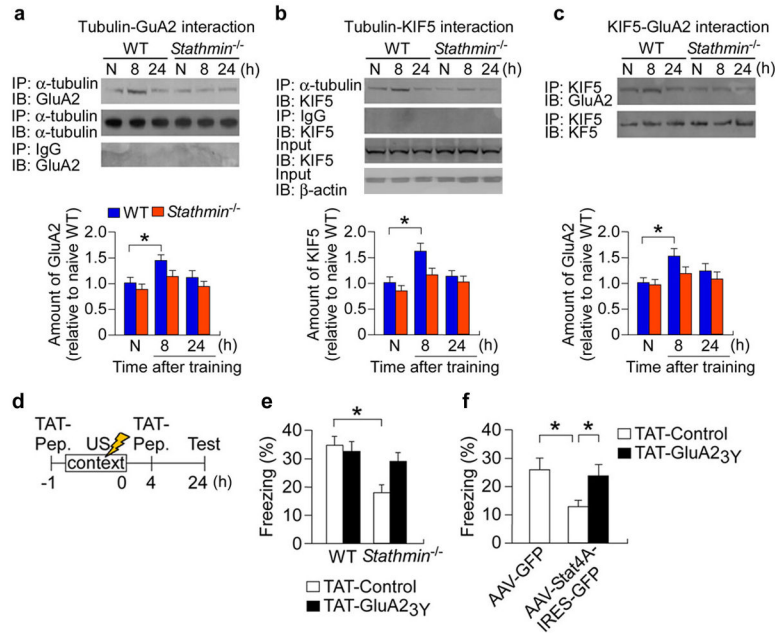 a
Tubulin-GuA2 interaction
WT Stathmin-/-
N 8 24 N 8 24 (h)
IP: α-tubulin
IB: GluA2
IP: α-tubulin
IB: α-tubulin
IP: IgG
IB: GluA2
WT Stathmin-/-
Amount of GluA2
(relative to naive WT)
2.0
1.5
1.0
0.5
0
*
N 8 24 (h)
Time after training
b
Tubulin-KIF5 interaction
WT Stathmin-/-
N 8 24 N 8 24 (h)
IP: α-tubulin
IB: KIF5
IP: IgG
IB: KIF5
Input
IB: KIF5
Input
IB: β-actin
Amount of KIF5
(relative to naive WT)
2.0
1.5
1.0
0.5
0
*
N 8 24 (h)
Time after training
c
KIF5-GluA2 interaction
WT Stathmin-/-
N 8 24 N 8 24 (h)
IP: KIF5
IB: GluA2
IP: KIF5
IB: KF5
Amount of GluA2
(relative to naive WT)
2.0
1.5
1.0
0.5
0
*
N 8 24 (h)
Time after training
d
TAT- TAT-
Pep. US Pep. Test
context
-1 0 4 24 (h)
e
Freezing (%)
40
30
20
10
0
*
WT Stathmin-/-
TAT-Control
TAT-GluA23Y
f
Freezing (%)
40
30
20
10
0
* *
TAT-Control
TAT-GluA23Y
AAV-GFP
AAV-Stat4A-
IRES-GFP